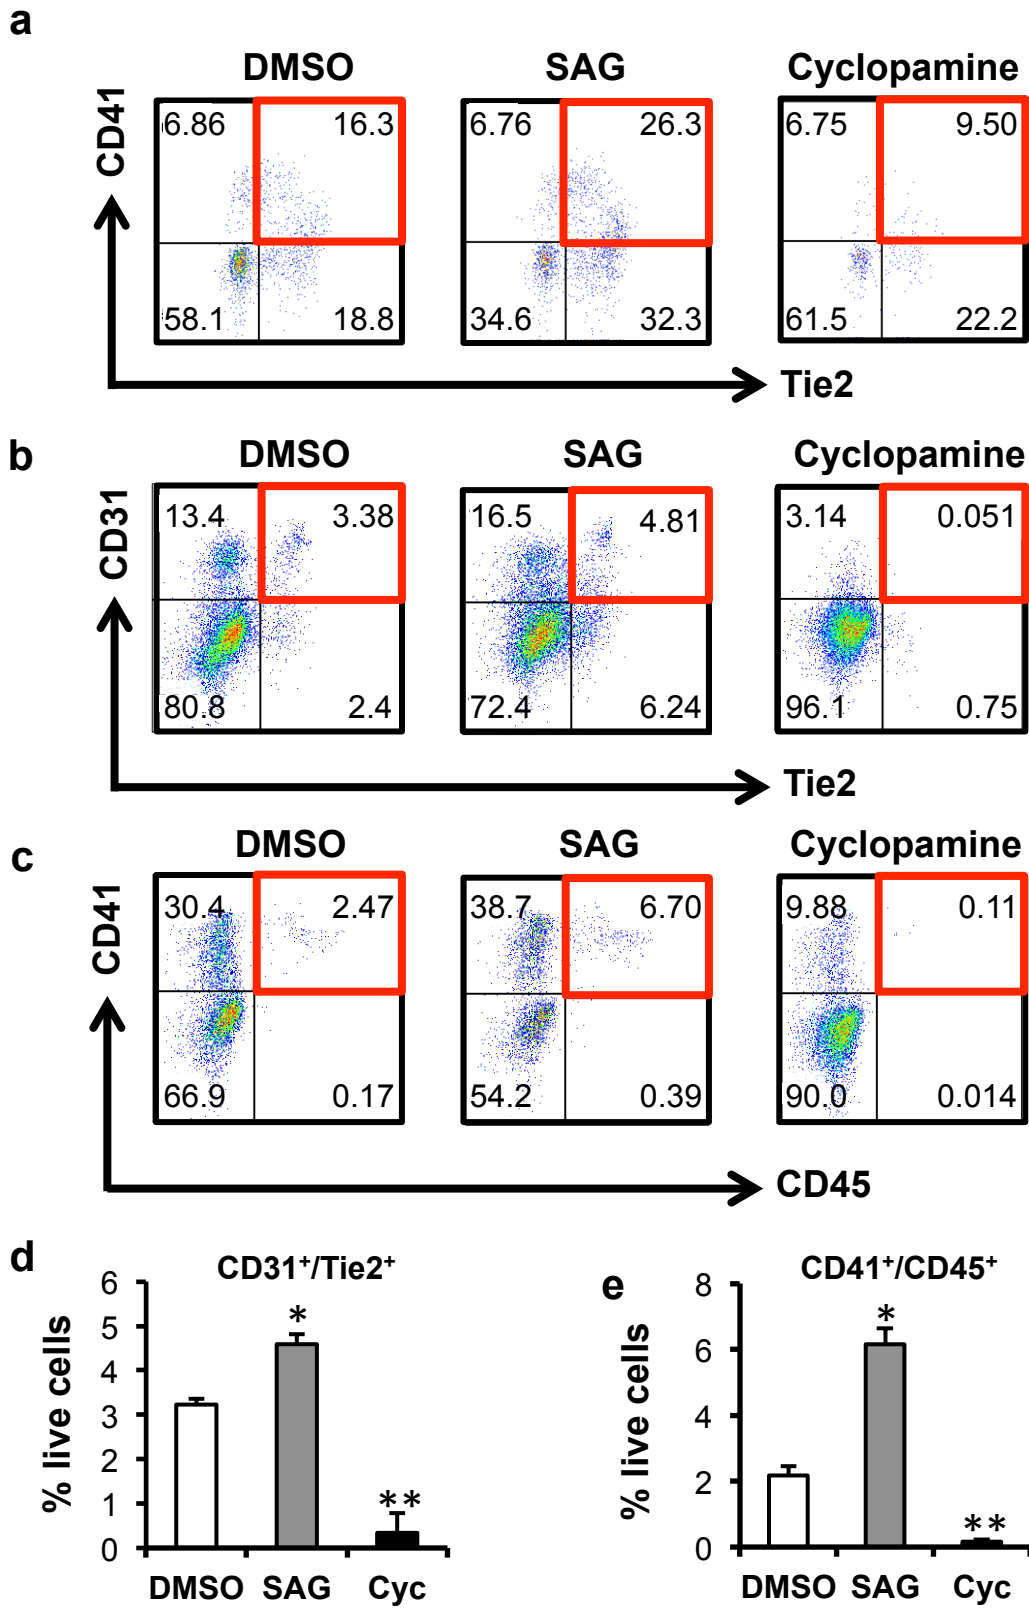 a
DMSO SAG Cyclopamine
CD41
6.86 16.3 6.76 26.3 6.75 9.50
58.1 18.8 34.6 32.3 61.5 22.2
Tie2
b
DMSO SAG Cyclopamine
CD31
13.4 3.38 16.5 4.81 3.14 0.051
80.8 2.4 72.4 6.24 96.1 0.75
Tie2
c
DMSO SAG Cyclopamine
CD41
30.4 2.47 38.7 6.70 9.88 0.11
66.9 0.17 54.2 0.39 90.0 0.014
CD45
d
CD31⁺/Tie2⁺
% live cells
6
5
4
3
2
1
0
*
**
DMSO SAG Cyc
e
CD41⁺/CD45⁺
% live cells
8
6
4
2
0
*
**
DMSO SAG Cyc